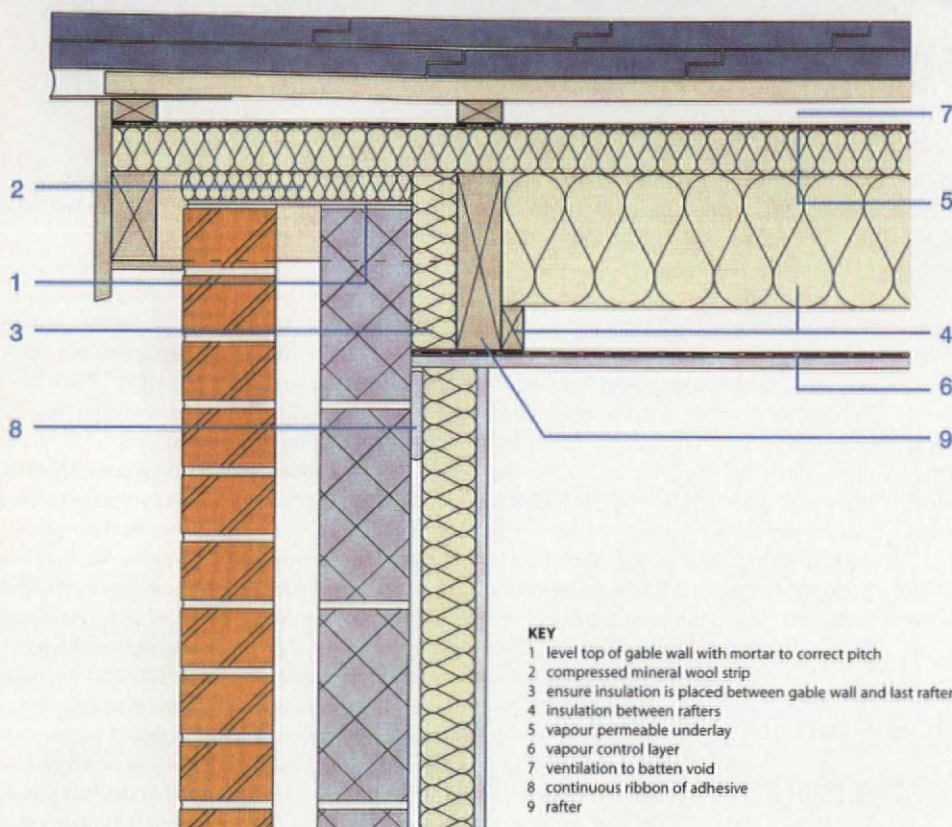 7
2
5
1
3
4
6
8
9
KEY
1 level top of gable wall with mortar to correct pitch
2 compressed mineral wool strip
3 ensure insulation is placed between gable wall and last rafter
4 insulation between rafters
5 vapour permeable underlay
6 vapour control layer
7 ventilation to batten void
8 continuous ribbon of adhesive
9 rafter